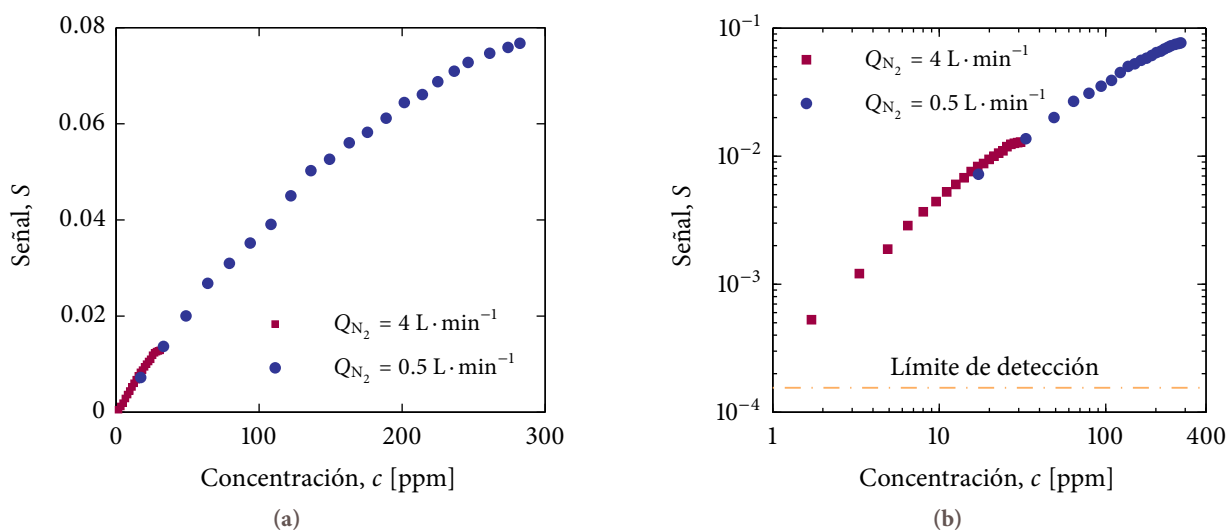 0.08
0.06
0.04
0.02
0
Señal, S
Q_N₂ = 4 L · min⁻¹
Q_N₂ = 0.5 L · min⁻¹
0 100 200 300
Concentración, c [ppm]
(a)
10⁻¹
10⁻²
10⁻³
10⁻⁴
Señal, S
Q_N₂ = 4 L · min⁻¹
Q_N₂ = 0.5 L · min⁻¹
Límite de detección
1 10 100 400
Concentración, c [ppm]
(b)